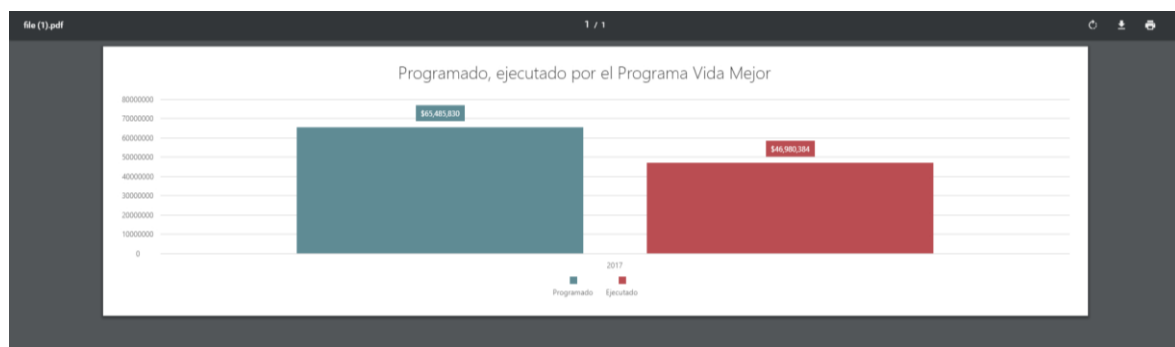 file (1).pdf
1 / 1
Programado, ejecutado por el Programa Vida Mejor
80000000
70000000
60000000
50000000
40000000
30000000
20000000
10000000
0
$65,485,830
$46,980,384
2017
Programado
Ejecutado